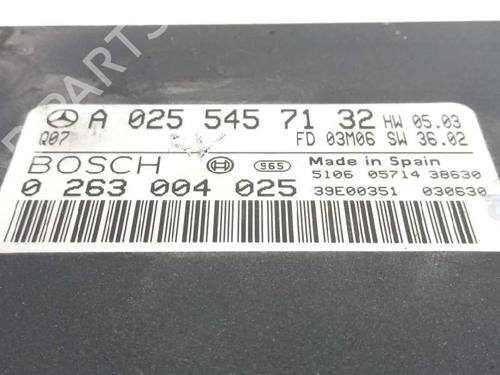 A 025 545 71 32 HW 05.03
Q07 FD 03M06 SW 36.02
BOSCH 965 Made in Spain
5106 05714 38630
0 263 004 025 39E00351 030630